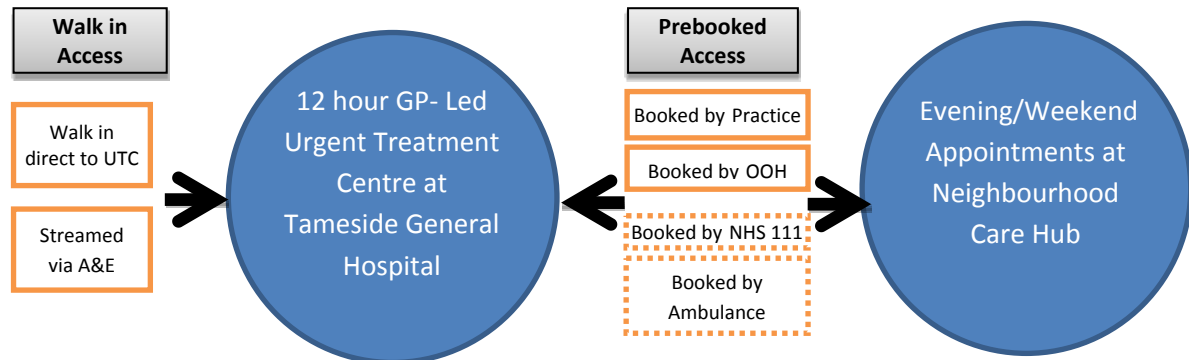 Walk in
Access
Walk in
direct to UTC
Streamed
via A&E
12 hour GP- Led
Urgent Treatment
Centre at
Tameside General
Hospital
Prebooked
Access
Booked by Practice
Booked by OOH
Booked by NHS 111
Booked by
Ambulance
Evening/Weekend
Appointments at
Neighbourhood
Care Hub